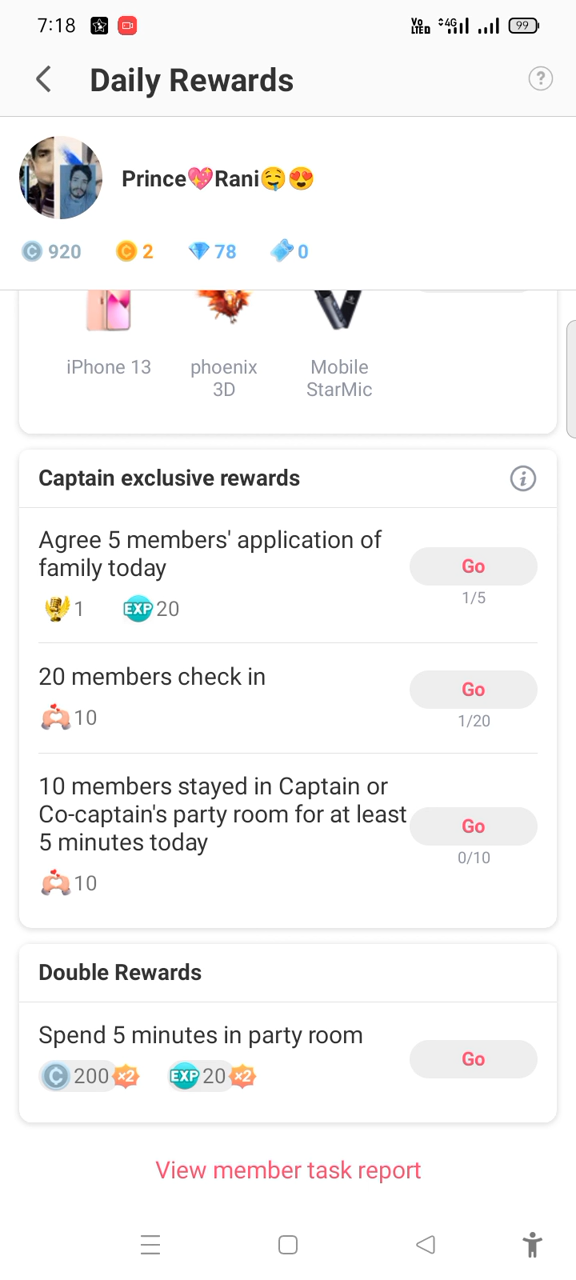 7:18
Vo LTED 4G 99
Daily Rewards
?
Prince💖Rani🤤😍
C 920 C 2 78 0
iPhone 13 phoenix Mobile
3D StarMic
Captain exclusive rewards
Agree 5 members' application of
family today
Go
1/5
1 EXP 20
20 members check in
Go
10
1/20
10 members stayed in Captain or
Co-captain's party room for at least
5 minutes today
Go
0/10
10
Double Rewards
Spend 5 minutes in party room
Go
C 200 x2 EXP 20 x2
View member task report